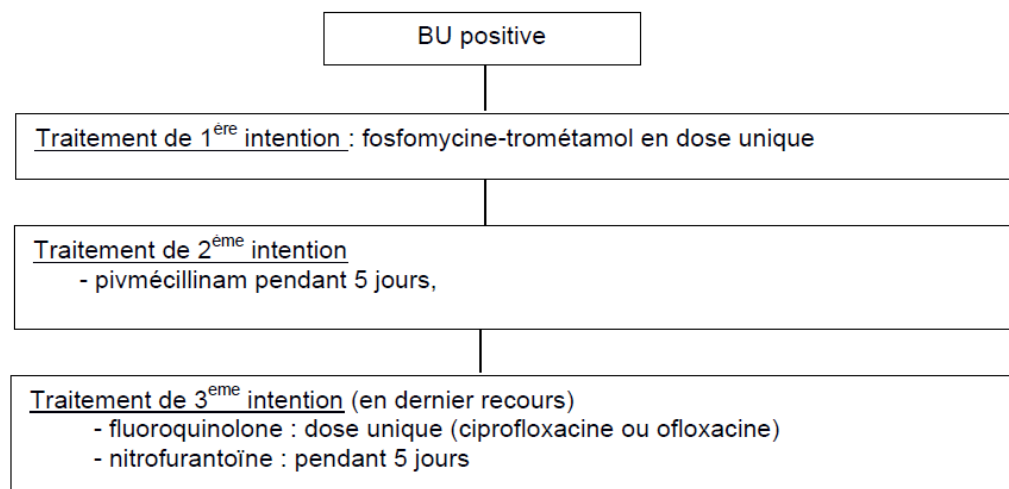 BU positive
Traitement de 1ère intention : fosfomycine-trométamol en dose unique
Traitement de 2ème intention
- pivmécillinam pendant 5 jours,
Traitement de 3eme intention (en dernier recours)
- fluoroquinolone : dose unique (ciprofloxacine ou ofloxacine)
- nitrofurantoïne : pendant 5 jours